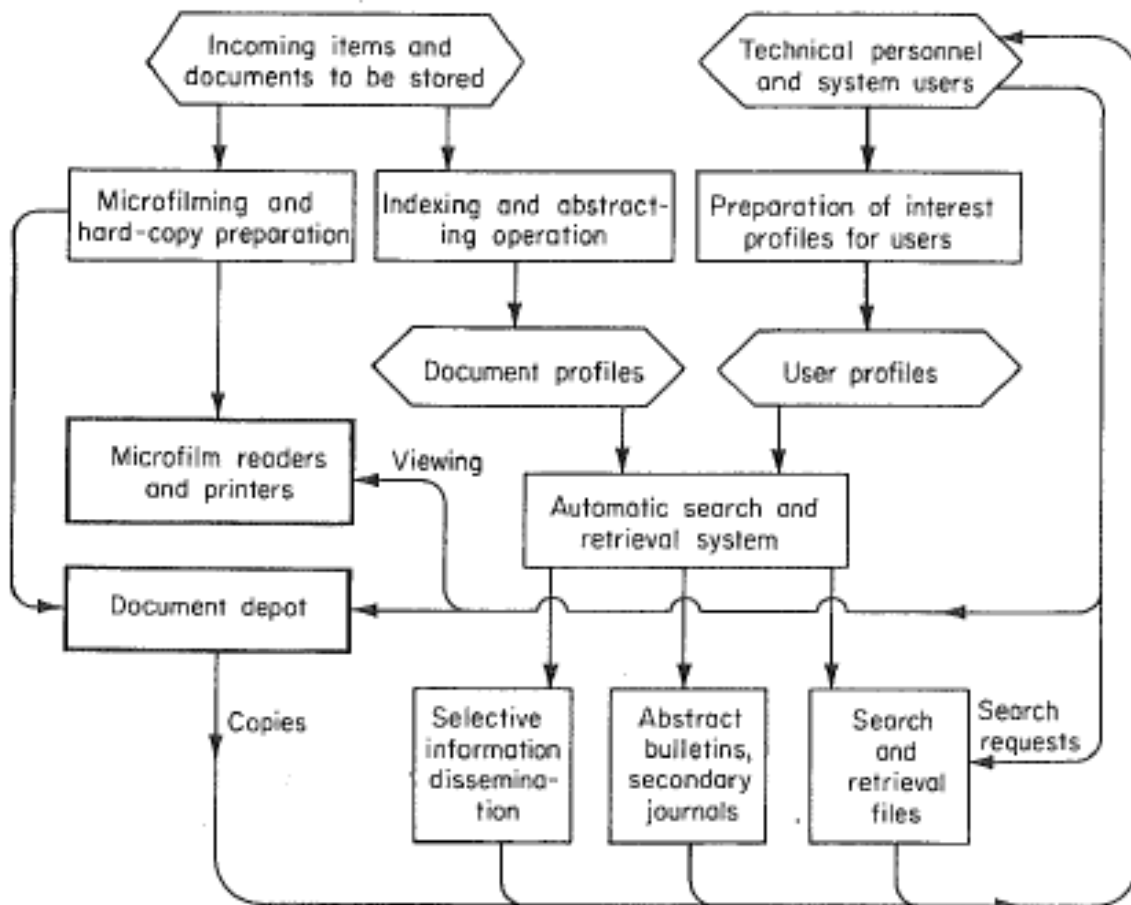 Incoming items and
documents to be stored
Technical personnel
and system users
Microfilming and
hard-copy preparation
Indexing and abstract-
ing operation
Preparation of interest
profiles for users
Document profiles
User profiles
Microfilm readers
and printers
Viewing
Automatic search and
retrieval system
Document depot
Copies
Selective
information
dissemina-
tion
Abstract
bulletins,
secondary
journals
Search
and
retrieval
files
Search
requests